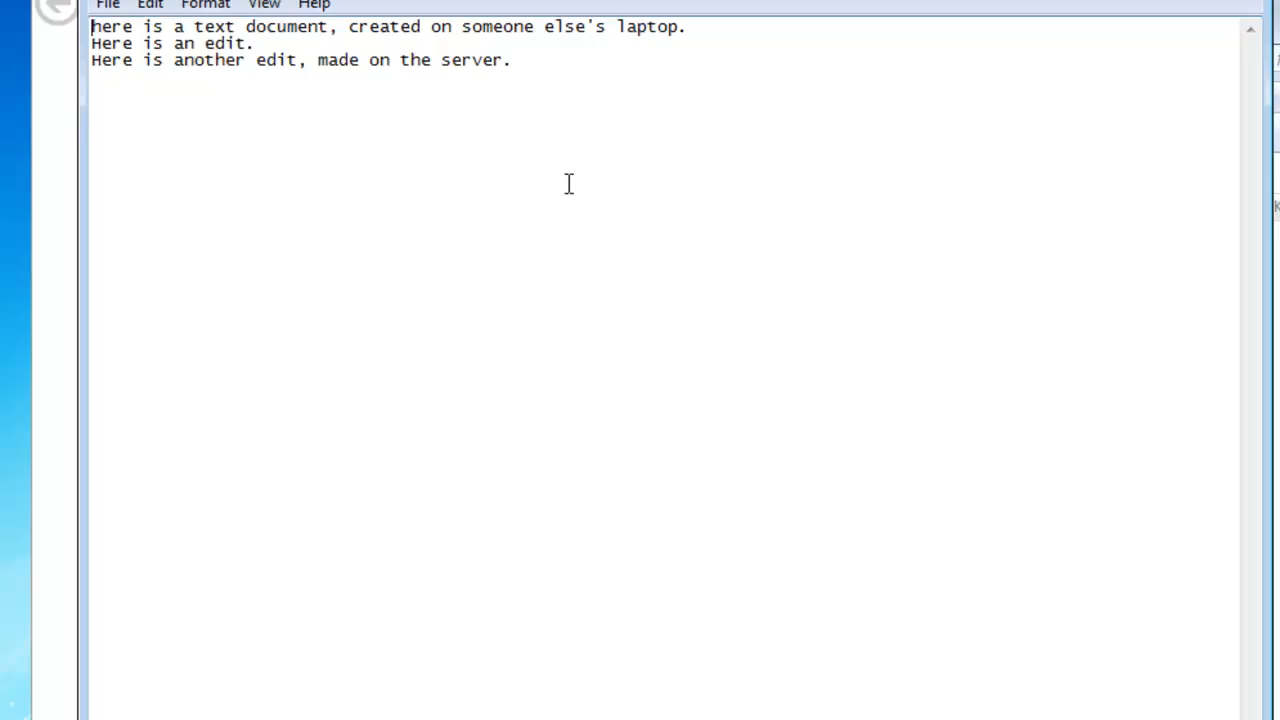 File Edit Format View Help
here is a text document, created on someone else's laptop.
Here is an edit.
Here is another edit, made on the server.